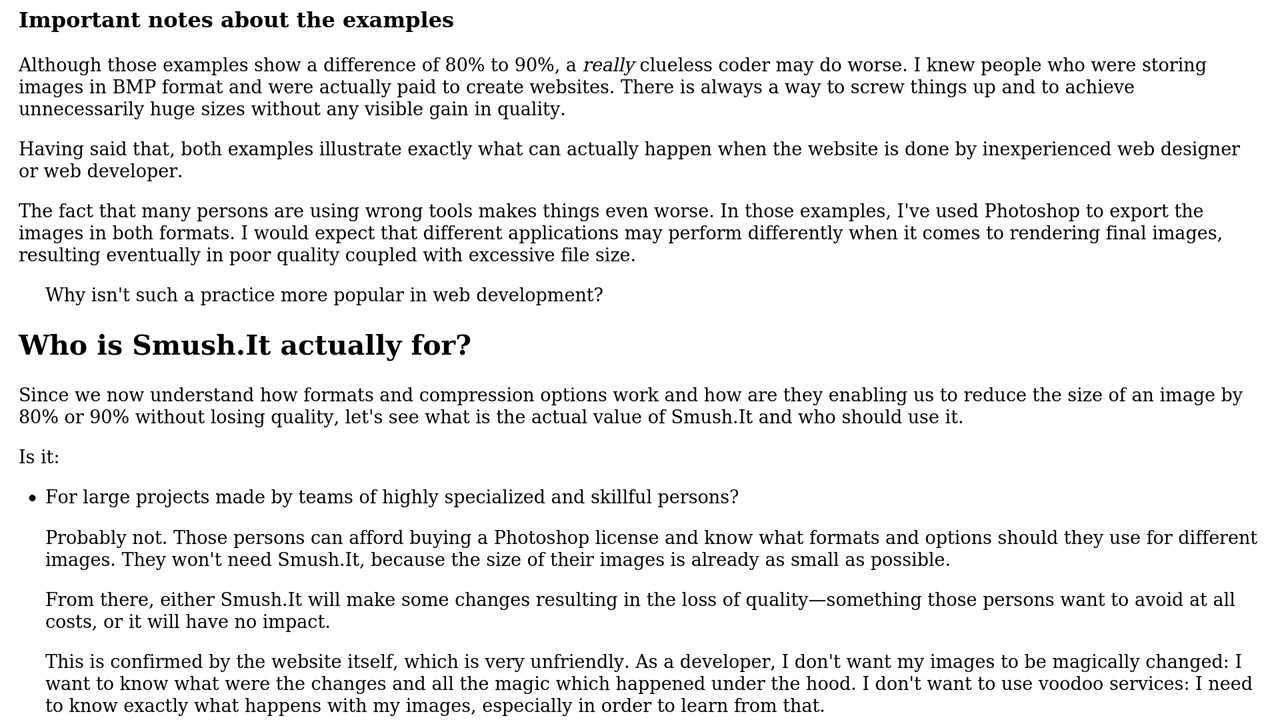 Important notes about the examples
Although those examples show a difference of 80% to 90%, a really clueless coder may do worse. I knew people who were storing
images in BMP format and were actually paid to create websites. There is always a way to screw things up and to achieve
unnecessarily huge sizes without any visible gain in quality.
Having said that, both examples illustrate exactly what can actually happen when the website is done by inexperienced web designer
or web developer.
The fact that many persons are using wrong tools makes things even worse. In those examples, I've used Photoshop to export the
images in both formats. I would expect that different applications may perform differently when it comes to rendering final images,
resulting eventually in poor quality coupled with excessive file size.
Why isn't such a practice more popular in web development?
Who is Smush.It actually for?
Since we now understand how formats and compression options work and how are they enabling us to reduce the size of an image by
80% or 90% without losing quality, let's see what is the actual value of Smush.It and who should use it.
Is it:
• For large projects made by teams of highly specialized and skillful persons?
Probably not. Those persons can afford buying a Photoshop license and know what formats and options should they use for different
images. They won't need Smush.It, because the size of their images is already as small as possible.
From there, either Smush.It will make some changes resulting in the loss of quality—something those persons want to avoid at all
costs, or it will have no impact.
This is confirmed by the website itself, which is very unfriendly. As a developer, I don't want my images to be magically changed: I
want to know what were the changes and all the magic which happened under the hood. I don't want to use voodoo services: I need
to know exactly what happens with my images, especially in order to learn from that.